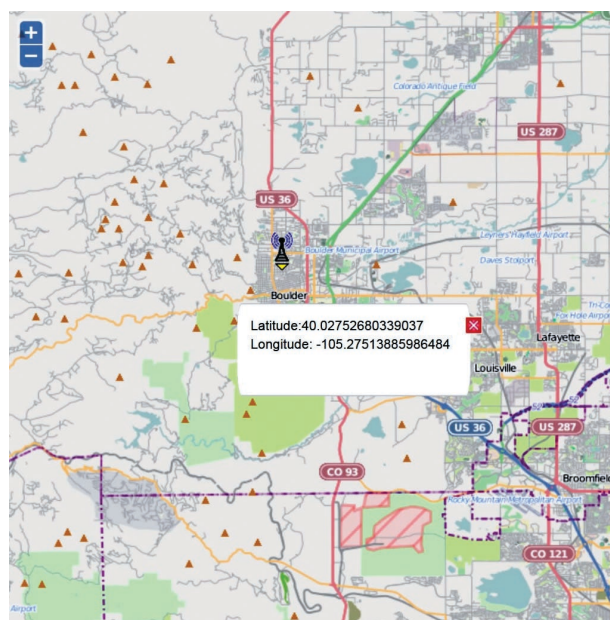 +
−
Colorado Antique Field
US 287
US 36
Leyners Hayfield Airport
Boulder Municipal Airport
Daves Stolport
Boulder
Tri-Co
Fox Hole Airpor
Latitude:40.02752680339037
Longitude: -105.27513885986484
Lafayette
Louisville
US 36
US 287
CO 93
Broomfield
Rocky Mountain Metropolitan Airport
CO 121
Airport